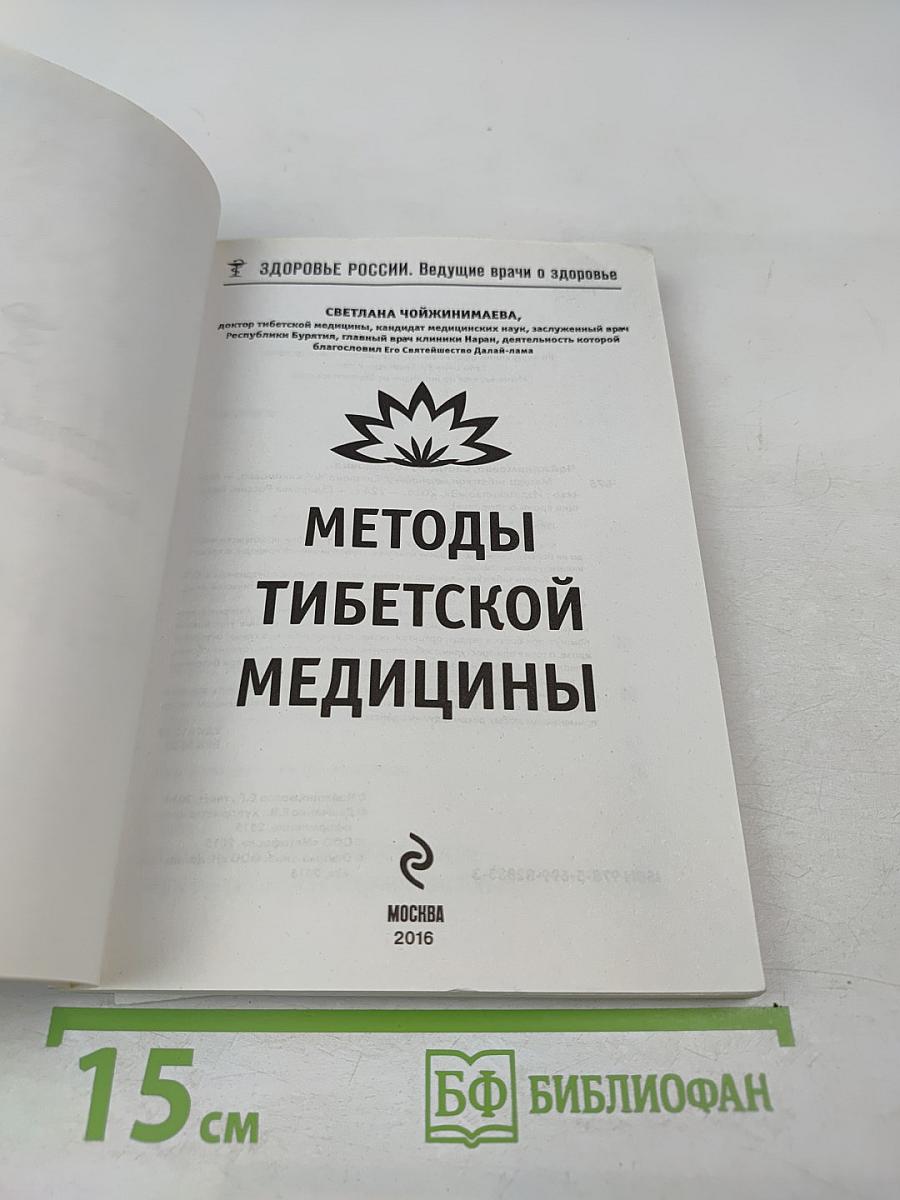 ЗДОРОВЬЕ РОССИИ. Ведущие врачи о здоровье
СВЕТЛАНА ЧОЙЖИНИМАЕВА,
доктор тибетской медицины, кандидат медицинских наук, заслуженный врач
Республики Бурятия, главный врач клиники Наран, деятельность которой
благословил Его Святейшество Далай-лама
МЕТОДЫ
ТИБЕТСКОЙ
МЕДИЦИНЫ
МОСКВА
2016
15 см
БФ БИБЛИОФАН